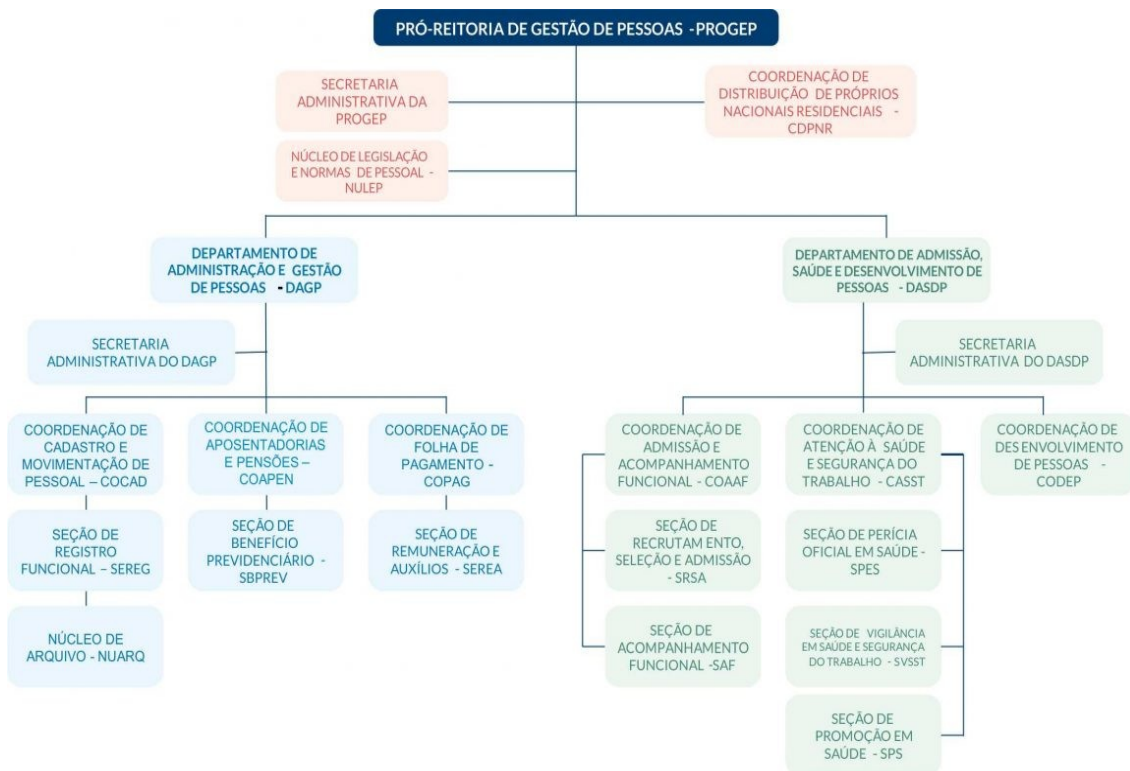 PRÓ-REITORIA DE GESTÃO DE PESSOAS -PROGEP
SECRETARIA
ADMINISTRATIVA DA
PROGEP
COORDENAÇÃO DE
DISTRIBUIÇÃO DE PRÓPRIOS
NACIONAIS RESIDENCIAIS -
CDPNR
NÚCLEO DE LEGISLAÇÃO
E NORMAS DE PESSOAL -
NULEP
DEPARTAMENTO DE
ADMINISTRAÇÃO E GESTÃO
DE PESSOAS - DAGP
DEPARTAMENTO DE ADMISSÃO,
SAÚDE E DESENVOLVIMENTO DE
PESSOAS - DASDP
SECRETARIA
ADMINISTRATIVA DO DAGP
SECRETARIA
ADMINISTRATIVA DO DASDP
COORDENAÇÃO DE
CADASTRO E
MOVIMENTAÇÃO DE
PESSOAL – COCAD
COORDENAÇÃO DE
APOSENTADORIAS
E PENSÕES –
COAPEN
COORDENAÇÃO DE
FOLHA DE
PAGAMENTO -
COPAG
COORDENAÇÃO DE
ADMISSÃO E
ACOMPANHAMENTO
FUNCIONAL - COAAF
COORDENAÇÃO DE
ATENÇÃO À SAÚDE
E SEGURANÇA DO
TRABALHO - CASST
COORDENAÇÃO DE
DES ENVOLVIMENTO
DE PESSOAS -
CODEP
SEÇÃO DE
REGISTRO
FUNCIONAL – SEREG
SEÇÃO DE
BENEFÍCIO
PREVIDENCIÁRIO -
SBPREV
SEÇÃO DE
REMUNERAÇÃO E
AUXÍLIOS - SEREA
SEÇÃO DE
RECRUTAM ENTO,
SELEÇÃO E ADMISSÃO
- SRSA
SEÇÃO DE PERÍCIA
OFICIAL EM SAÚDE -
SPES
NÚCLEO DE
ARQUIVO - NUARQ
SEÇÃO DE
ACOMPANHAMENTO
FUNCIONAL -SAF
SEÇÃO DE VIGILÂNCIA
EM SAÚDE E SEGURANÇA
DO TRABALHO - SVSST
SEÇÃO DE
PROMOÇÃO EM
SAÚDE - SPS